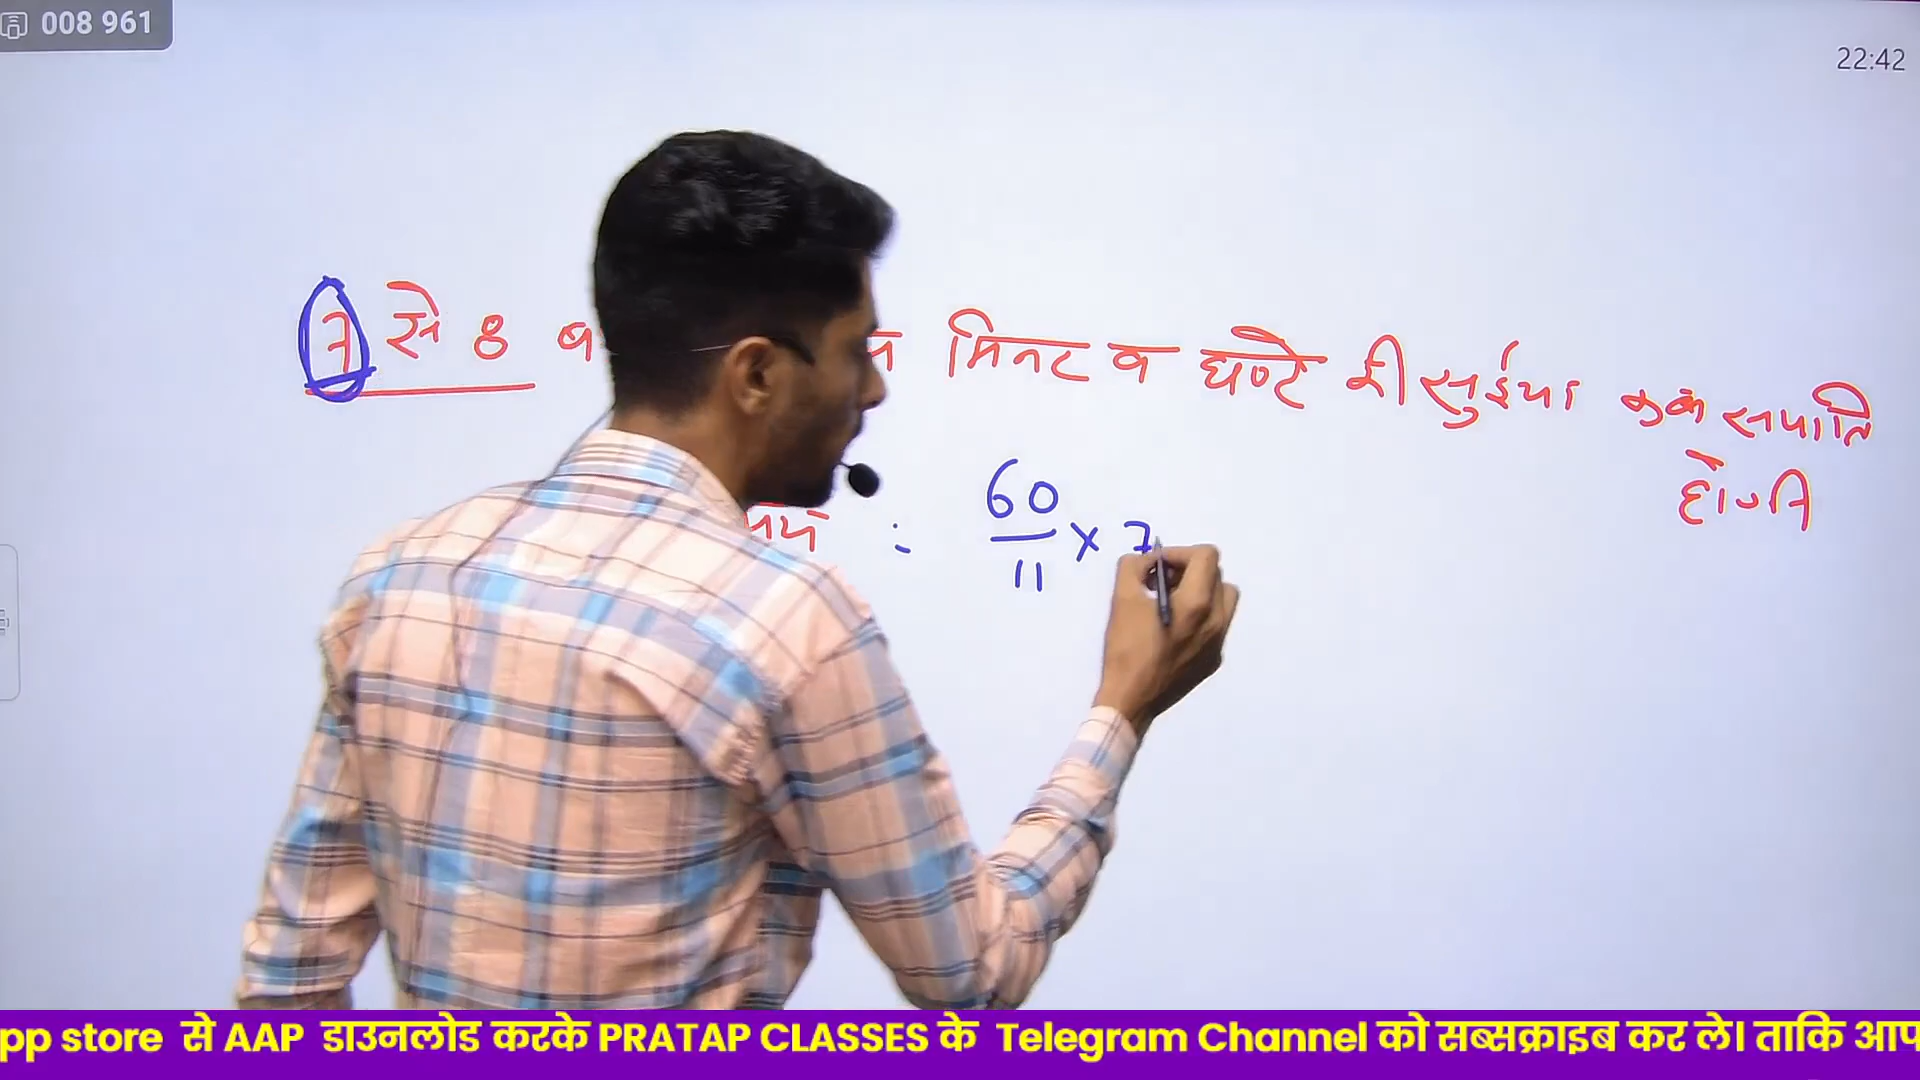 008 961
22:42
7 से 8 मिनट व घण्टे की सुईया
होगी
: 60/11 × 7
pp store से AAP डाउनलोड करके PRATAP CLASSES के Telegram Channel को सब्सक्राइब कर ले। ताकि आप